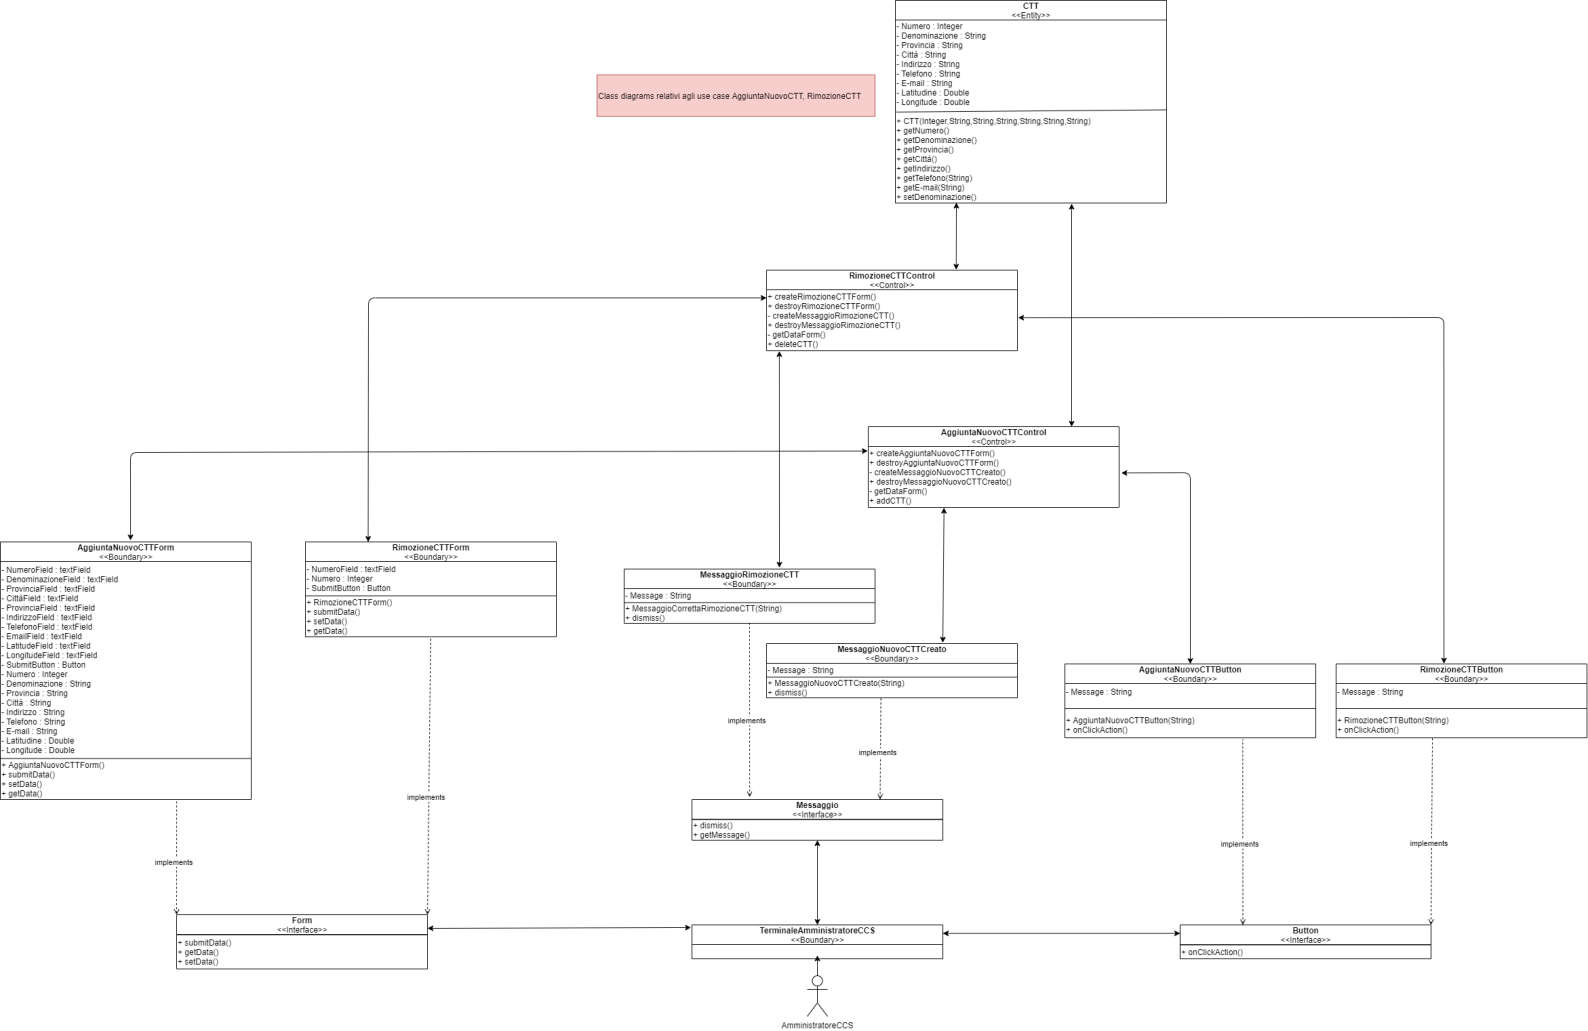 CTT
<<Entity>>
- Numero : Integer
- Denominazione : String
- Provincia : String
- Città : String
- Indirizzo : String
- Telefono : String
- E-mail : String
- Latitudine : Double
- Longitude : Double
+ CTT(Integer,String,String,String,String,String,String)
+ getNumero()
+ getDenominazione()
+ getProvincia()
+ getCittà()
+ getIndirizzo()
+ getTelefono(String)
+ getE-mail(String)
+ setDenominazione()
Class diagrams relativi agli use case AggiuntaNuovoCTT, RimozioneCTT
RimozioneCTTControl
<<Control>>
+ createRimozioneCTTForm()
+ destroyRimozioneCTTForm()
- createMessaggioRimozioneCTT()
+ destroyMessaggioRimozioneCTT()
- getDataForm()
+ deleteCTT()
AggiuntaNuovoCTTControl
<<Control>>
+ createAggiuntaNuovoCTTForm()
+ destroyAggiuntaNuovoCTTForm()
- createMessaggioNuovoCTTCreato()
+ destroyMessaggioNuovoCTTCreato()
- getDataForm()
+ addCTT()
AggiuntaNuovoCTTForm
<<Boundary>>
- NumeroField : textField
- DenominazioneField : textField
- ProvinciaField : textField
- CittàField : textField
- ProvinciaField : textField
- IndirizzoField : textField
- TelefonoField : textField
- EmailField : textField
- LatitudeField : textField
- LongitudeField : textField
- SubmitButton : Button
- Numero : Integer
- Denominazione : String
- Provincia : String
- Città : String
- Indirizzo : String
- Telefono : String
- E-mail : String
- Latitudine : Double
- Longitude : Double
+ AggiuntaNuovoCTTForm()
+ submitData()
+ setData()
+ getData()
RimozioneCTTForm
<<Boundary>>
- NumeroField : textField
- Numero : Integer
- SubmitButton : Button
+ RimozioneCTTForm()
+ submitData()
+ setData()
+ getData()
MessaggioRimozioneCTT
<<Boundary>>
- Message : String
+ MessaggioCorrettaRimozioneCTT(String)
+ dismiss()
MessaggioNuovoCTTCreato
<<Boundary>>
- Message : String
+ MessaggioNuovoCTTCreato(String)
+ dismiss()
AggiuntaNuovoCTTButton
<<Boundary>>
- Message : String
+ AggiuntaNuovoCTTButton(String)
+ onClickAction()
RimozioneCTTButton
<<Boundary>>
- Message : String
+ RimozioneCTTButton(String)
+ onClickAction()
implements
implements
implements
implements
implements
implements
Messaggio
<<Interface>>
+ dismiss()
+ getMessage()
Form
<<Interface>>
+ submitData()
+ getData()
+ setData()
TerminaleAmministratoreCCS
<<Boundary>>
Button
<<Interface>>
+ onClickAction()
AmministratoreCCS